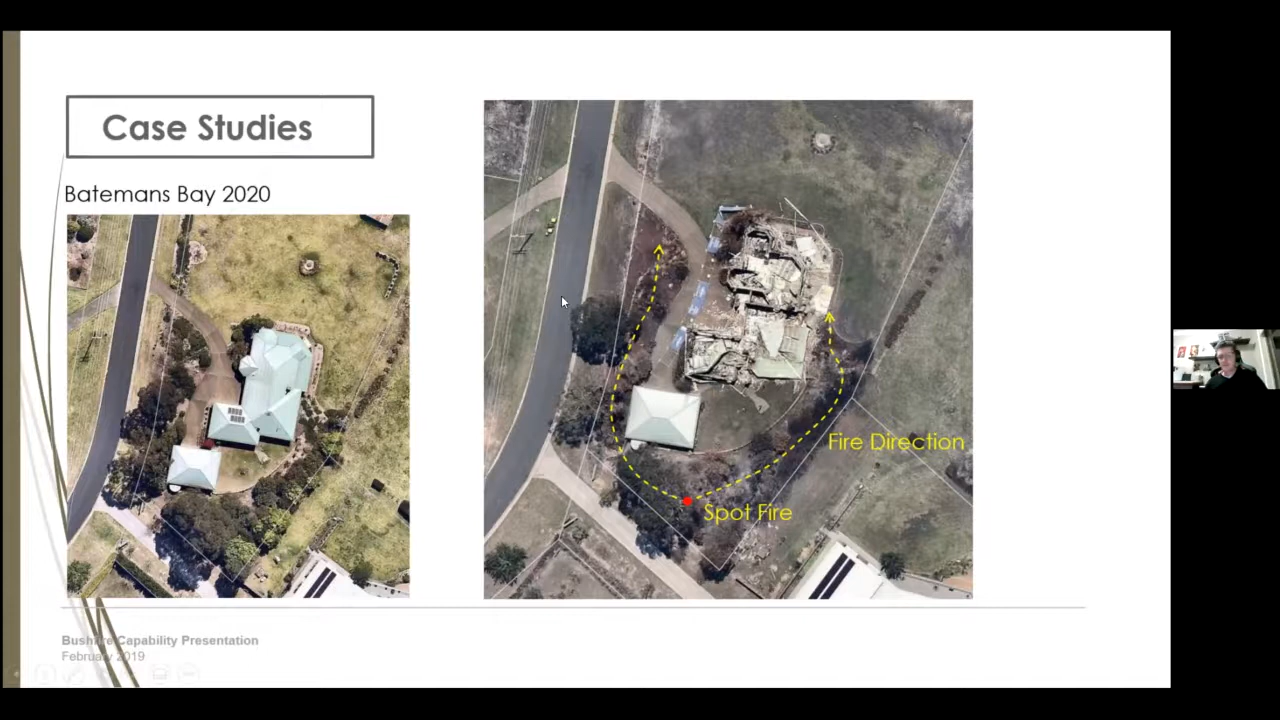 Case Studies
Batemans Bay 2020
Fire Direction
Spot Fire
Bushfire Capability Presentation
February 2019